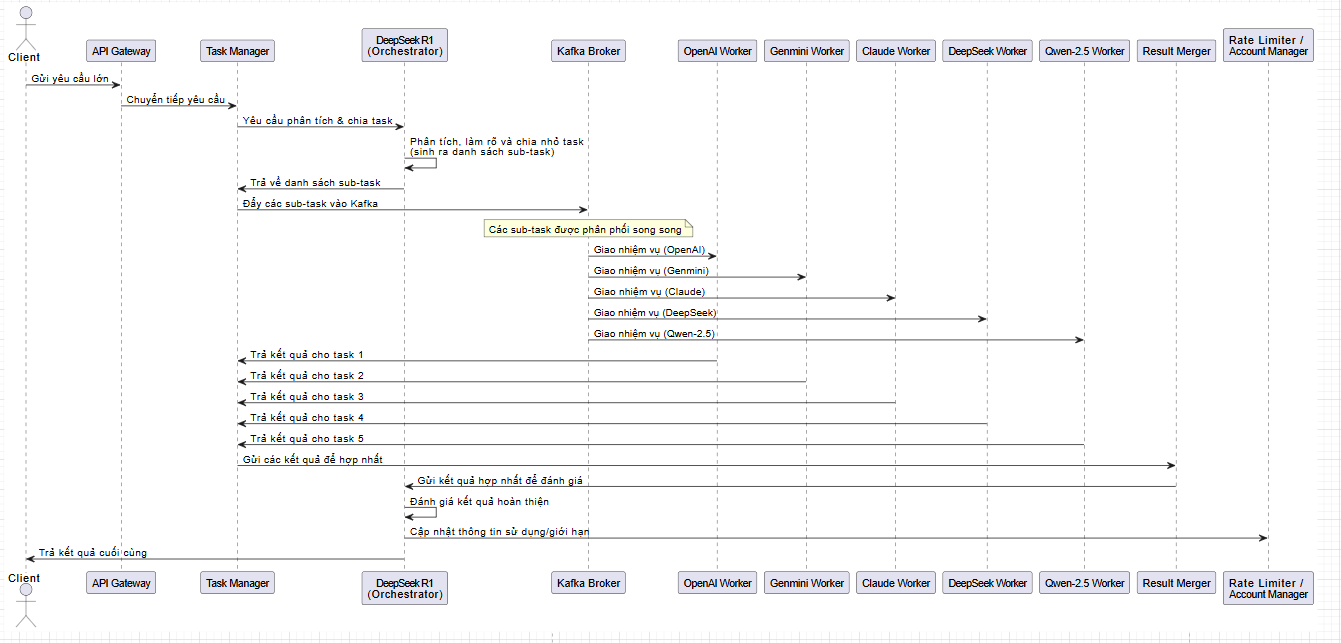 Client
API Gateway
Task Manager
DeepSeek R1
(Orchestrator)
Kafka Broker
OpenAI Worker
Genmini Worker
Claude Worker
DeepSeek Worker
Qwen-2.5 Worker
Result Merger
Rate Limiter /
Account Manager
Gửi yêu cầu lớn
Chuyển tiếp yêu cầu
Yêu cầu phân tích & chia task
Phân tích, làm rõ và chia nhỏ task
(sinh ra danh sách sub-task)
Trả về danh sách sub-task
Đẩy các sub-task vào Kafka
Các sub-task được phân phối song song
Giao nhiệm vụ (OpenAI)
Giao nhiệm vụ (Genmini)
Giao nhiệm vụ (Claude)
Giao nhiệm vụ (DeepSeek)
Giao nhiệm vụ (Qwen-2.5)
Trả kết quả cho task 1
Trả kết quả cho task 2
Trả kết quả cho task 3
Trả kết quả cho task 4
Trả kết quả cho task 5
Gửi các kết quả để hợp nhất
Gửi kết quả hợp nhất để đánh giá
Đánh giá kết quả hoàn thiện
Cập nhật thông tin sử dụng/giới hạn
Trả kết quả cuối cùng
Client
API Gateway
Task Manager
DeepSeek R1
(Orchestrator)
Kafka Broker
OpenAI Worker
Genmini Worker
Claude Worker
DeepSeek Worker
Qwen-2.5 Worker
Result Merger
Rate Limiter /
Account Manager